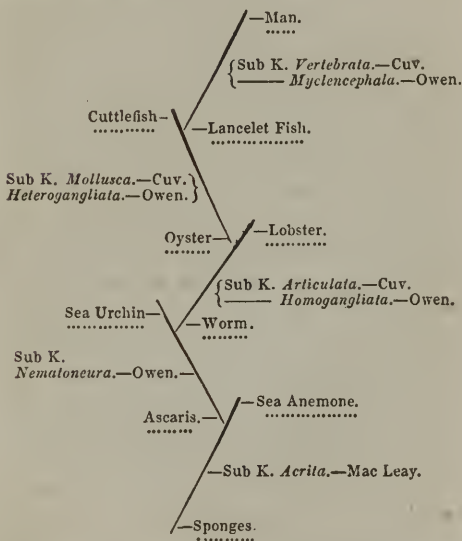 —Man.
{Sub K. Vertebrata.—Cuv.
—— Myclencephala.—Owen.
Cuttlefish—
—Lancelet Fish.
Sub K. Mollusca.—Cuv.}
Heterogangliata.—Owen.
Oyster—
—Lobster.
{Sub K. Articulata.—Cuv.
—— Homogangliata.—Owen.
Sea Urchin—
—Worm.
Sub K.
Nematoneura.—Owen.—
—Sea Anemone.
Ascaris.—
—Sub K. Acrita.—Mac Leay.
—Sponges.